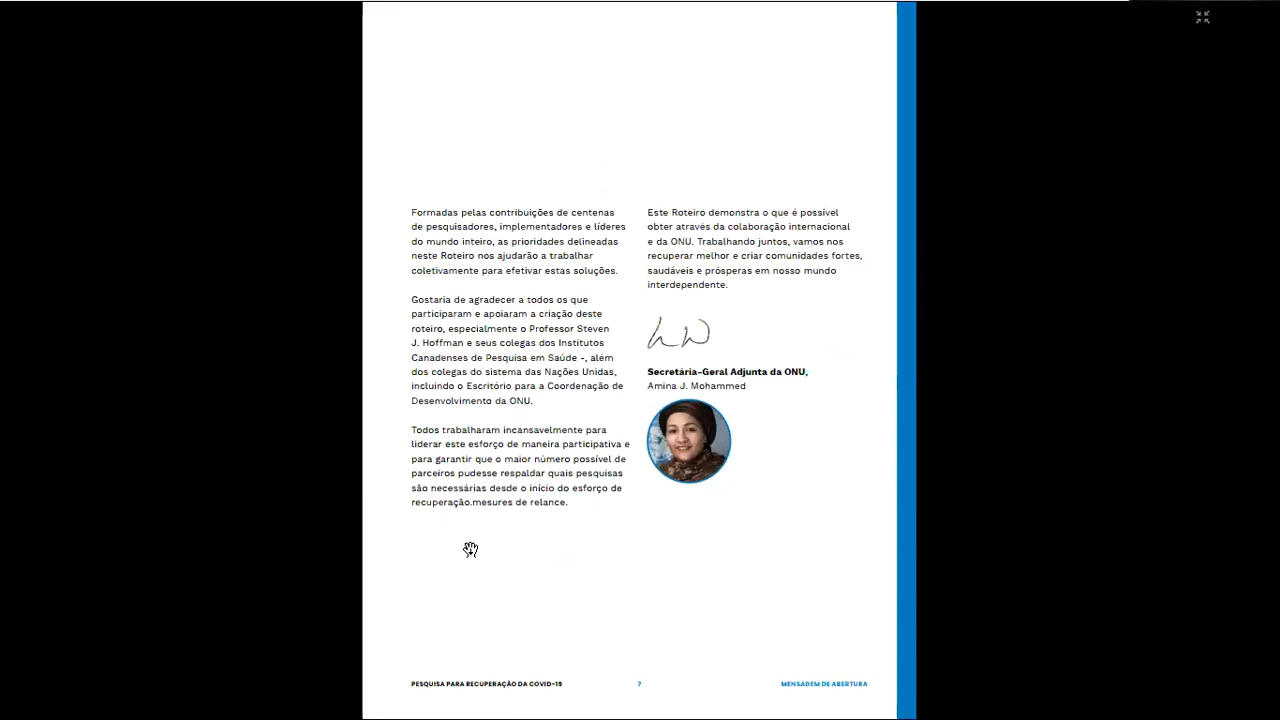 Formadas pelas contribuições de centenas
de pesquisadores, implementadores e líderes
do mundo inteiro, as prioridades delineadas
neste Roteiro nos ajudarão a trabalhar
coletivamente para efetivar estas soluções.
Gostaria de agradecer a todos os que
participaram e apoiaram a criação deste
roteiro, especialmente o Professor Steven
J. Hoffman e seus colegas dos Institutos
Canadenses de Pesquisa em Saúde -, além
dos colegas do sistema das Nações Unidas,
incluindo o Escritório para a Coordenação de
Desenvolvimento da ONU.
Todos trabalharam incansavelmente para
liderar este esforço de maneira participativa e
para garantir que o maior número possível de
parceiros pudesse respaldar quais pesquisas
são necessárias desde o início do esforço de
recuperação.mesures de relance.
Este Roteiro demonstra o que é possível
obter através da colaboração internacional
e da ONU. Trabalhando juntos, vamos nos
recuperar melhor e criar comunidades fortes,
saudáveis e prósperas em nosso mundo
interdependente.
Secretária-Geral Adjunta da ONU,
Amina J. Mohammed
PESQUISA PARA RECUPERAÇÃO DA COVID-19
7
MENSAGEM DE ABERTURA